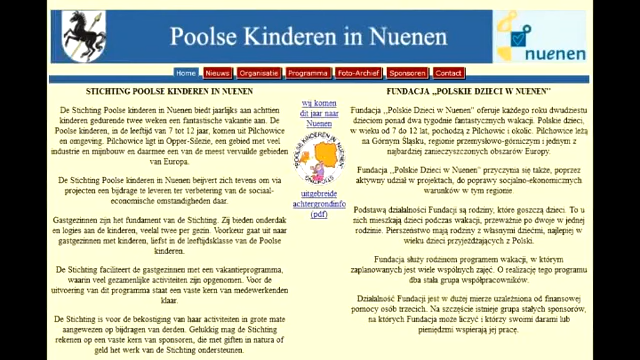 Poolse Kinderen in Nuenen
nuenen
Home Nieuws Organisatie Programma Foto-Archief Sponsoren Contact
STICHTING POOLSE KINDEREN IN NUENEN
De Stichting Poolse kinderen in Nuenen biedt jaarlijks aan achttien
kinderen gedurende twee weken een fantastische vakantie aan. De
Poolse kinderen, in de leeftijd van 7 tot 12 jaar, komen uit Pilchowice
en omgeving. Pilchowice ligt in Opper-Silezie, een gebied met veel
industrie en mijnbouw en daarmee een van de meest vervuilde gebieden
van Europa.
De Stichting Poolse kinderen in Nuenen beijvert zich tevens om via
projecten een bijdrage te leveren ter verbetering van de sociaal-
economische omstandigheden daar.
Gastgezinnen zijn het fundament van de Stichting. Zij bieden onderdak
en logies aan de kinderen, veelal twee per gezin. Voorkeur gaat uit naar
gastgezinnen met kinderen, liefst in de leeftijdsklasse van de Poolse
kinderen.
De Stichting faciliteert de gastgezinnen met een vakantieprogramma,
waarin veel gezamenlijke activiteiten zijn opgenomen. Voor de
uitvoering van dit programma staat een vaste kern van medewerkenden
klaar.
De Stichting is voor de bekostiging van haar activiteiten in grote mate
aangewezen op bijdragen van derden. Gelukkig mag de Stichting
rekenen op een vaste kern van sponsoren, die met giften in natura of
geld het werk van de Stichting ondersteunen.
wij komen
dit jaar naar
Nuenen
POOLSE KINDEREN IN NUENEN
uitgebreide
achtergrondinfo
(pdf)
FUNDACJA „POLSKIE DZIECI W NUENEN"
Fundacja „Polskie Dzieci w Nuenen" oferuje każdego roku dwudziestu
dzieciom ponad dwa tygodnie fantastycznych wakacji. Polskie dzieci,
w wieku od 7 do 12 lat, pochodzą z Pilchowic i okolic. Pilchowice leżą
na Górnym Śląsku, regionie przemysłowo-górniczym i jednym z
najbardziej zanieczyszczonych obszarów Europy.
Fundacja „Polskie Dzieci w Nuenen" przyczynia się także, poprzez
aktywny udział w projektach, do poprawy socjalno-ekonomicznych
warunków w tym regionie.
Podstawą działalności Fundacji są rodziny, które goszczą dzieci. To u
nich mieszkają dzieci podczas wakacji, przeważnie po dwoje w jednej
rodzinie. Pierszeństwo mają rodziny z własnymi dziećmi, najlepiej w
wieku dzieci przyjeżdżających z Polski.
Fundacja służy rodzinom programem wakacji, w którym
zaplanowanych jest wiele wspólnych zajęć. O realizację tego programu
dba stała grupa współpracowników.
Działalność Fundacji jest w dużej mierze uzależniona od finansowej
pomocy osób trzecich. Na szczęście istnieje grupa stałych sponsorów,
na których Fundacja może liczyć i którzy swoimi darami lub
pieniędzmi wspierają jej pracę.